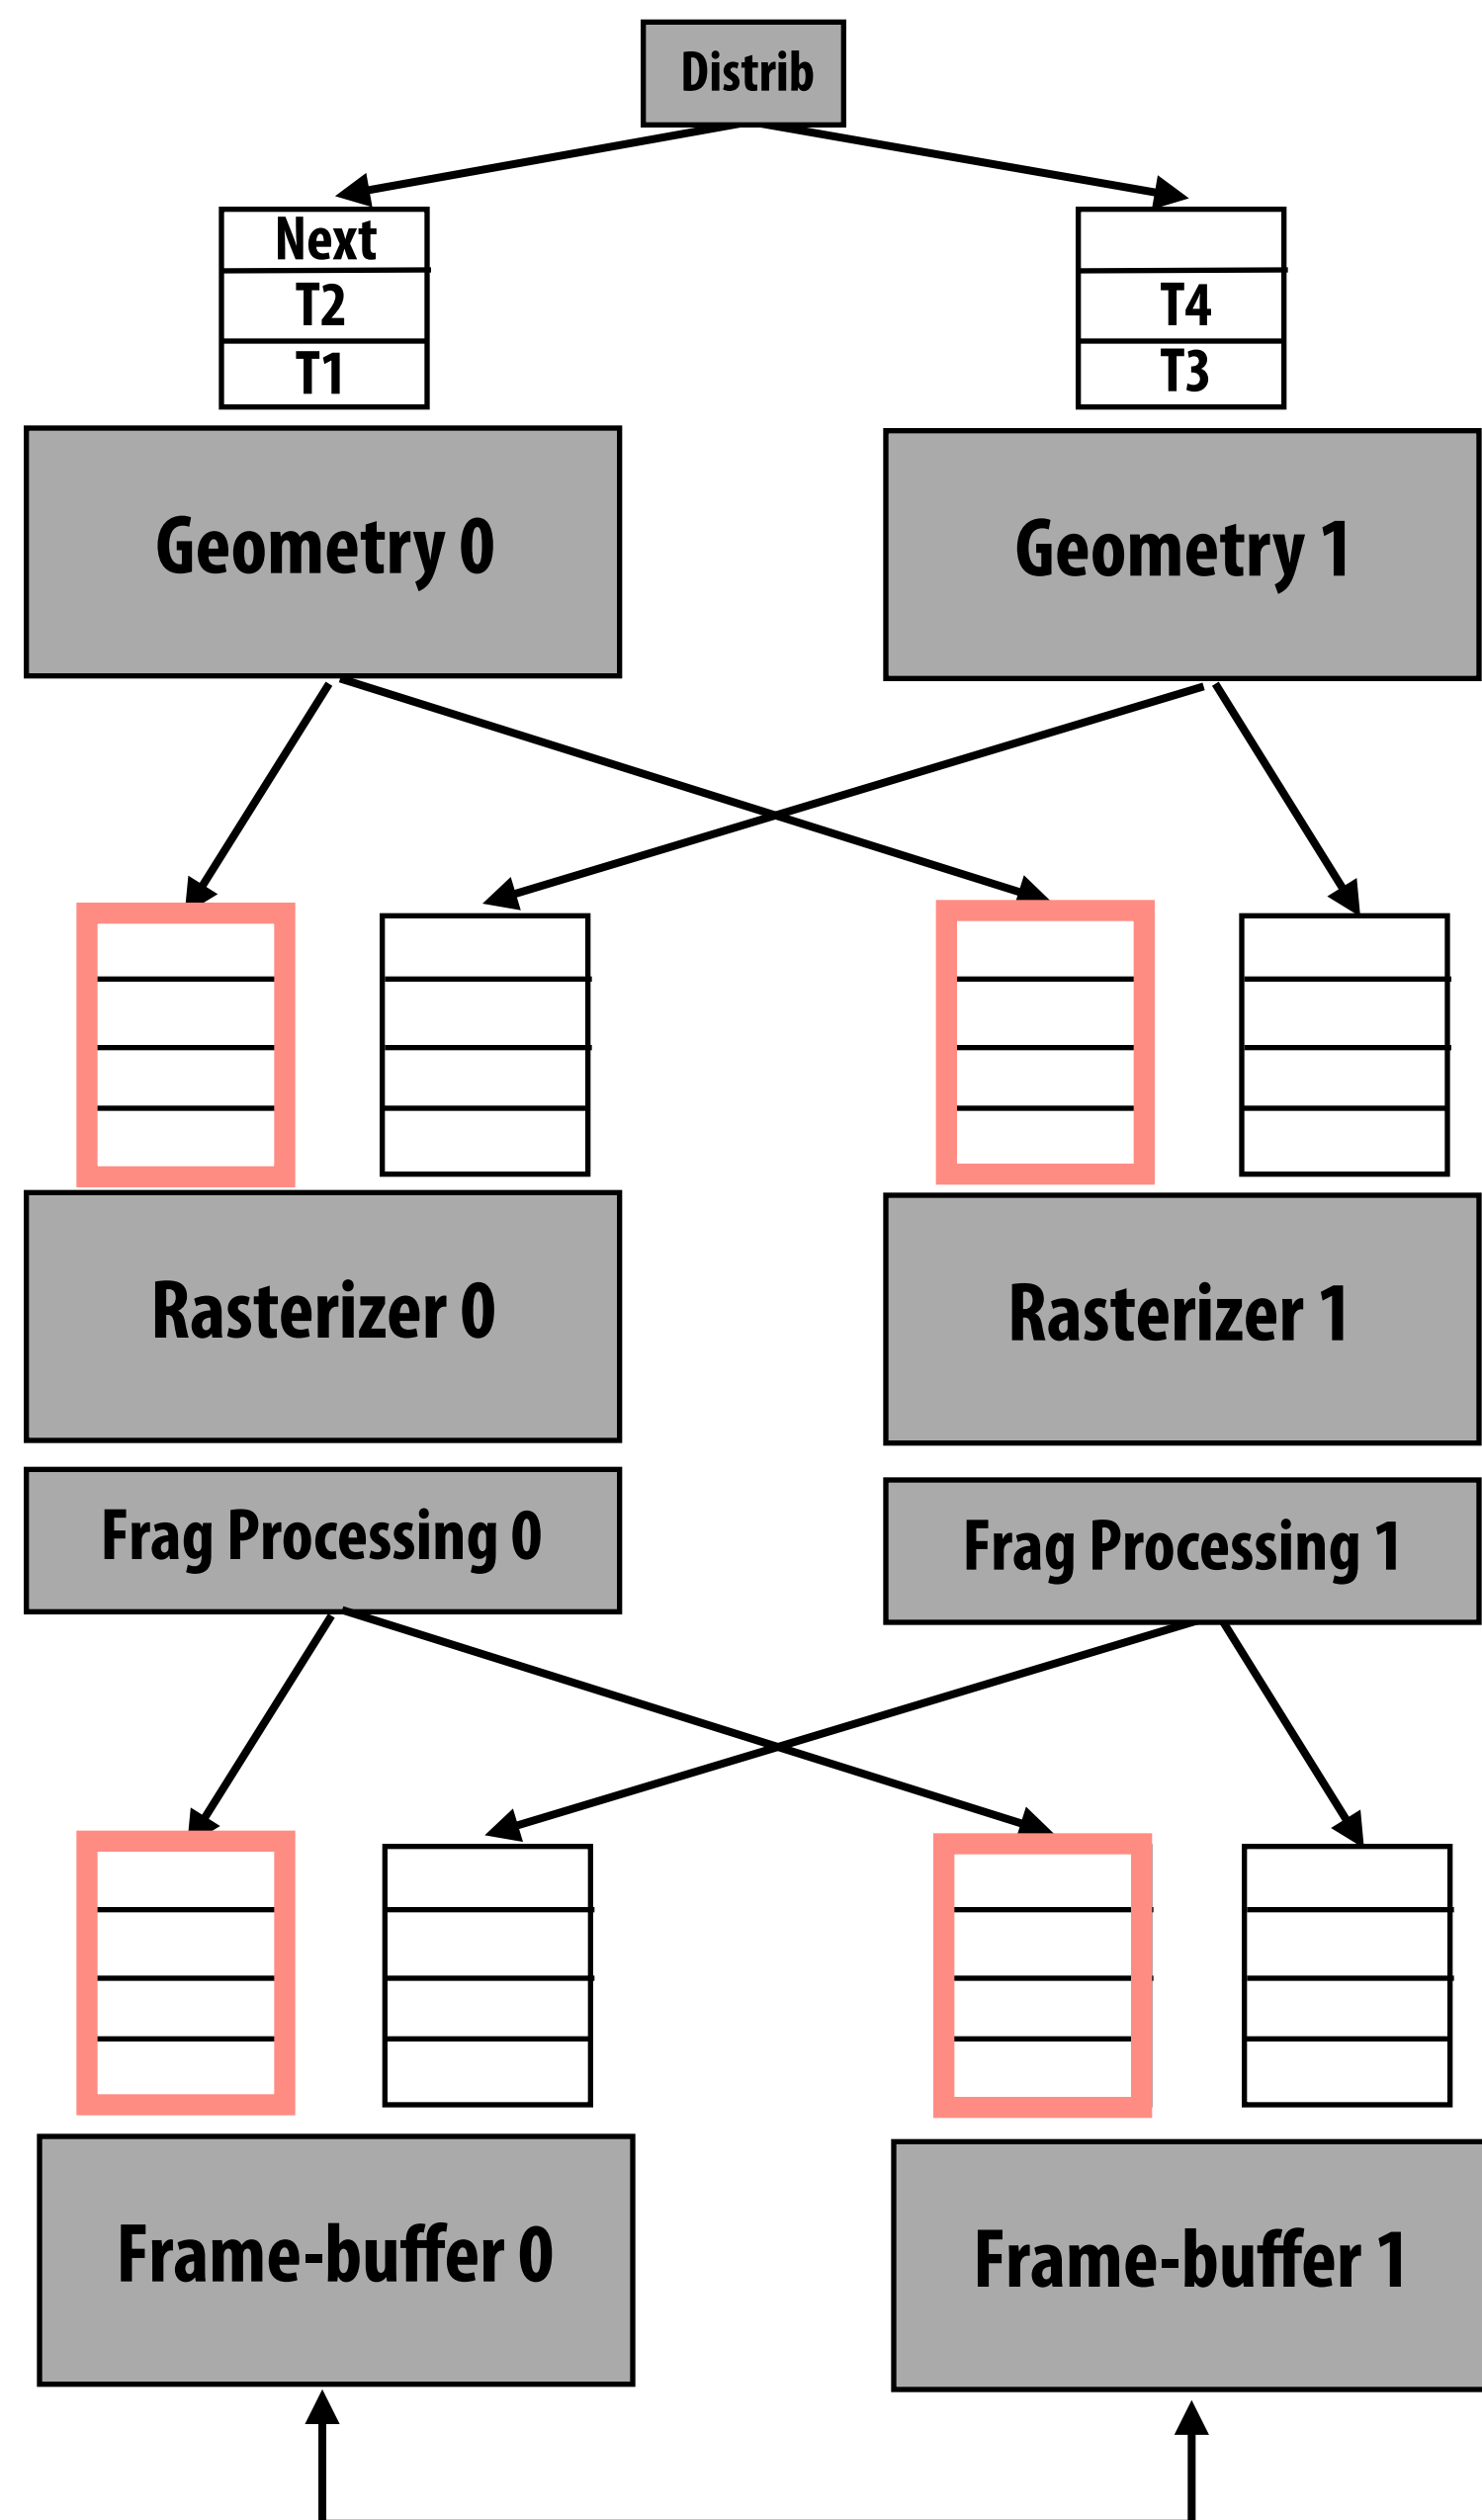 Distrib
Next
T2
T1
T4
T3
Geometry 0
Geometry 1
Rasterizer 0
Rasterizer 1
Frag Processing 0
Frag Processing 1
Frame-buffer 0
Frame-buffer 1